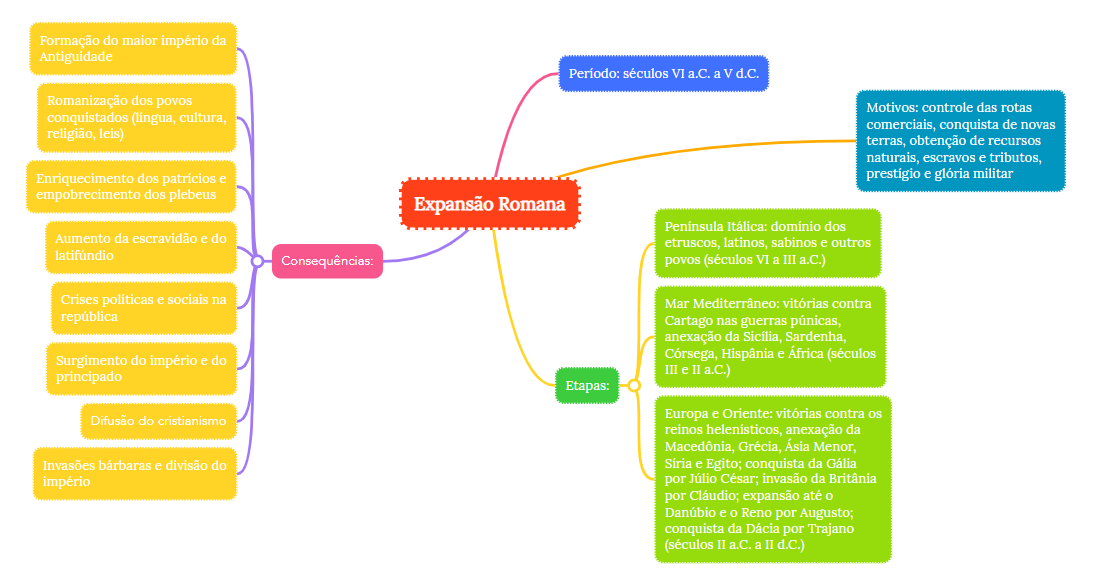 Expansão Romana
Período: séculos VI a.C. a V d.C.
Motivos: controle das rotas
comerciais, conquista de novas
terras, obtenção de recursos
naturais, escravos e tributos,
prestígio e glória militar
Etapas:
Península Itálica: domínio dos
etruscos, latinos, sabinos e outros
povos (séculos VI a III a.C.)
Mar Mediterrâneo: vitórias contra
Cartago nas guerras púnicas,
anexação da Sicília, Sardenha,
Córsega, Hispânia e África (séculos
III e II a.C.)
Europa e Oriente: vitórias contra os
reinos helenísticos, anexação da
Macedônia, Grécia, Ásia Menor,
Síria e Egito; conquista da Gália
por Júlio César; invasão da Britânia
por Cláudio; expansão até o
Danúbio e o Reno por Augusto;
conquista da Dácia por Trajano
(séculos II a.C. a II d.C.)
Consequências:
Formação do maior império da
Antiguidade
Romanização dos povos
conquistados (língua, cultura,
religião, leis)
Enriquecimento dos patrícios e
empobrecimento dos plebeus
Aumento da escravidão e do
latifúndio
Crises políticas e sociais na
república
Surgimento do império e do
principado
Difusão do cristianismo
Invasões bárbaras e divisão do
império